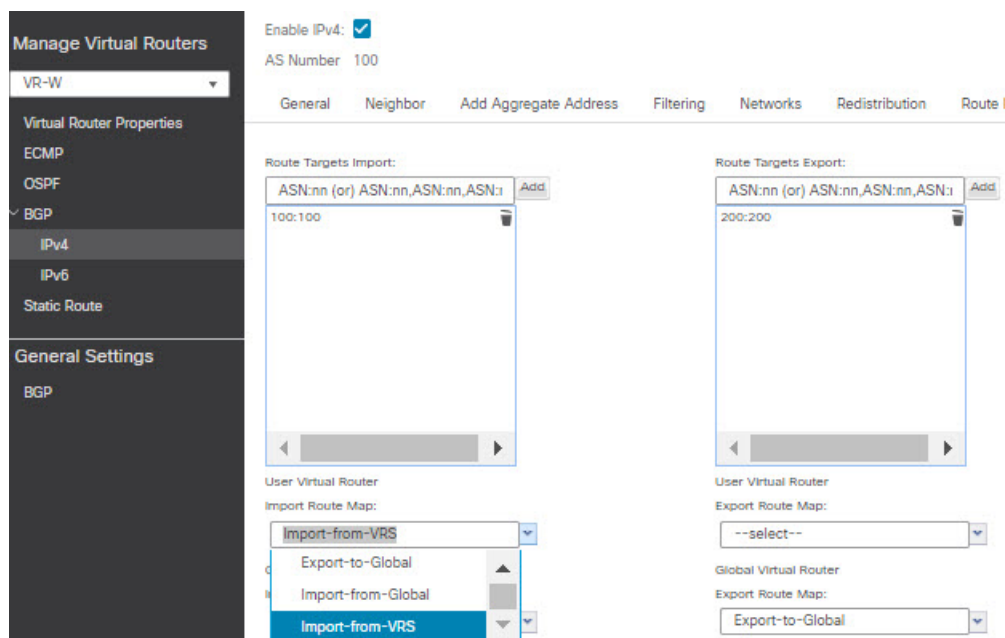 Manage Virtual Routers
VR-W
Virtual Router Properties
ECMP
OSPF
BGP
IPv4
IPv6
Static Route
General Settings
BGP
Enable IPv4:
AS Number 100
General Neighbor Add Aggregate Address Filtering Networks Redistribution Route
Route Targets Import:
ASN:nn (or) ASN:nn,ASN:nn,ASN: Add
100:100
User Virtual Router
Import Route Map:
Import-from-VRS
Export-to-Global
Import-from-Global
Import-from-VRS
Route Targets Export:
ASN:nn (or) ASN:nn,ASN:nn,ASN: Add
200:200
User Virtual Router
Export Route Map:
--select--
Global Virtual Router
Export Route Map:
Export-to-Global